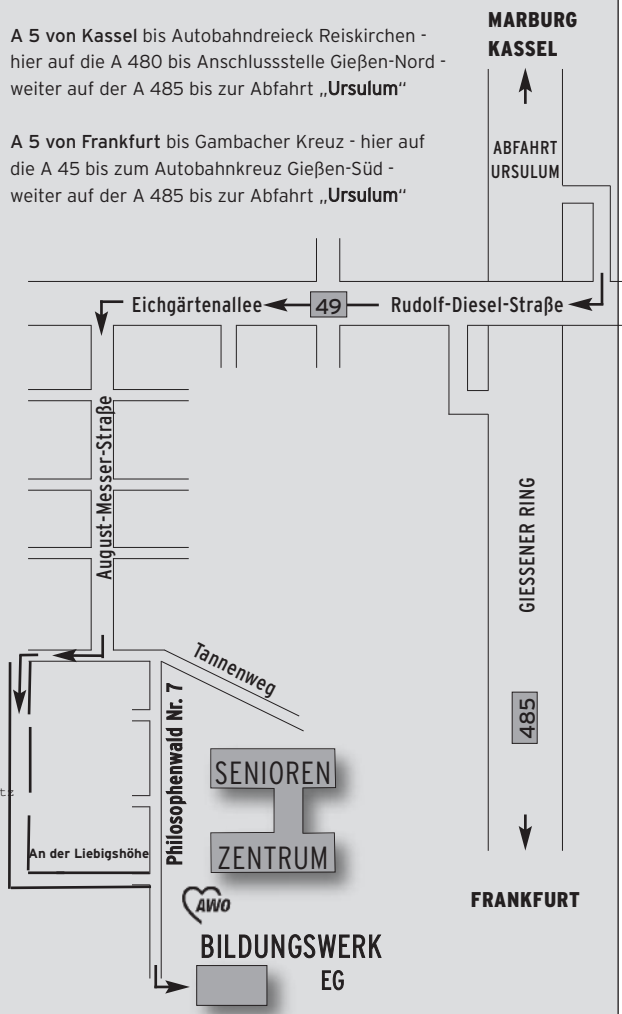 A 5 von Kassel bis Autobahndreieck Reiskirchen -
hier auf die A 480 bis Anschlussstelle Gießen-Nord -
weiter auf der A 485 bis zur Abfahrt „Ursulum“
A 5 von Frankfurt bis Gambacher Kreuz - hier auf
die A 45 bis zum Autobahnkreuz Gießen-Süd -
weiter auf der A 485 bis zur Abfahrt „Ursulum“
MARBURG
KASSEL
ABFAHRT
URSULUM
Eichgärtenallee
49
Rudolf-Diesel-Straße
August-Messer-Straße
GIESSENER RING
485
Tannenweg
Philosophenwald Nr. 7
SENIOREN
ZENTRUM
An der Liebigshöhe
AWO
FRANKFURT
BILDUNGSWERK
EG